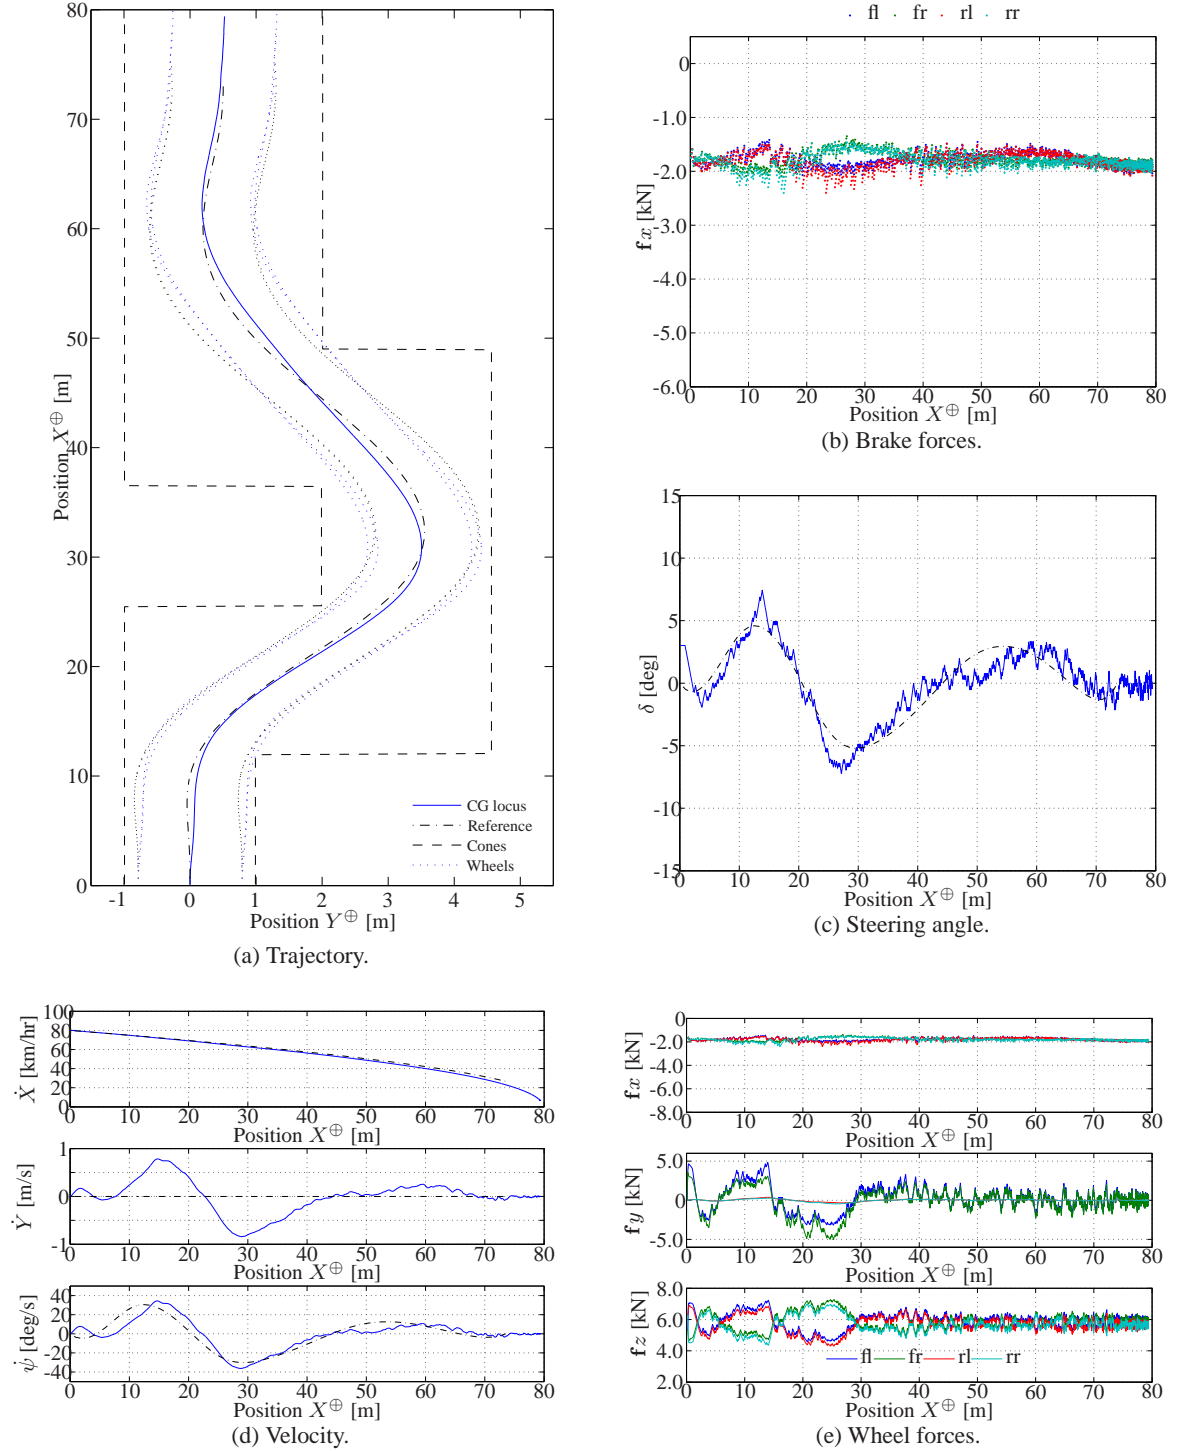 80
70
60
50
40
30
20
10
0
-1
0
1
2
3
4
5
Position X⊕ [m]
Position Y⊕ [m]
CG locus
Reference
Cones
Wheels
(a) Trajectory.
fl fr rl rr
0
-1.0
-2.0
-3.0
-4.0
-5.0
-6.0
fx [kN]
0 10 20 30 40 50 60 70 80
Position X⊕ [m]
(b) Brake forces.
15
10
5
0
-5
-10
-15
δ [deg]
0 10 20 30 40 50 60 70 80
Position X⊕ [m]
(c) Steering angle.
100
80
60
40
20
0
Ẋ [km/hr]
0 10 20 30 40 50 60 70 80
Position X⊕ [m]
1
0
-1
Ẏ [m/s]
0 10 20 30 40 50 60 70 80
Position X⊕ [m]
40
20
0
-20
-40
ψ̇ [deg/s]
0 10 20 30 40 50 60 70 80
Position X⊕ [m]
(d) Velocity.
0
-2.0
-4.0
-6.0
-8.0
fx [kN]
0 10 20 30 40 50 60 70 80
Position X⊕ [m]
5.0
0
-5.0
fy [kN]
0 10 20 30 40 50 60 70 80
Position X⊕ [m]
8.0
6.0
4.0
2.0
fz [kN]
fl fr rl rr
0 10 20 30 40 50 60 70 80
Position X⊕ [m]
(e) Wheel forces.